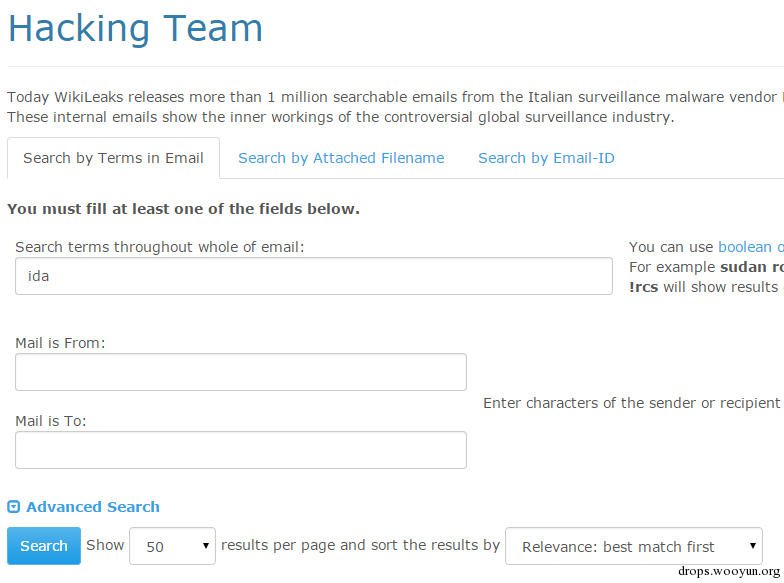 Hacking Team
Today WikiLeaks releases more than 1 million searchable emails from the Italian surveillance malware vendor
These internal emails show the inner workings of the controversial global surveillance industry.
Search by Terms in Email Search by Attached Filename Search by Email-ID
You must fill at least one of the fields below.
Search terms throughout whole of email:
ida
You can use boolean o
For example sudan ro
!rcs will show results
Mail is From:
Enter characters of the sender or recipient
Mail is To:
Advanced Search
Search Show 50 results per page and sort the results by Relevance: best match first
drops.wooyun.org